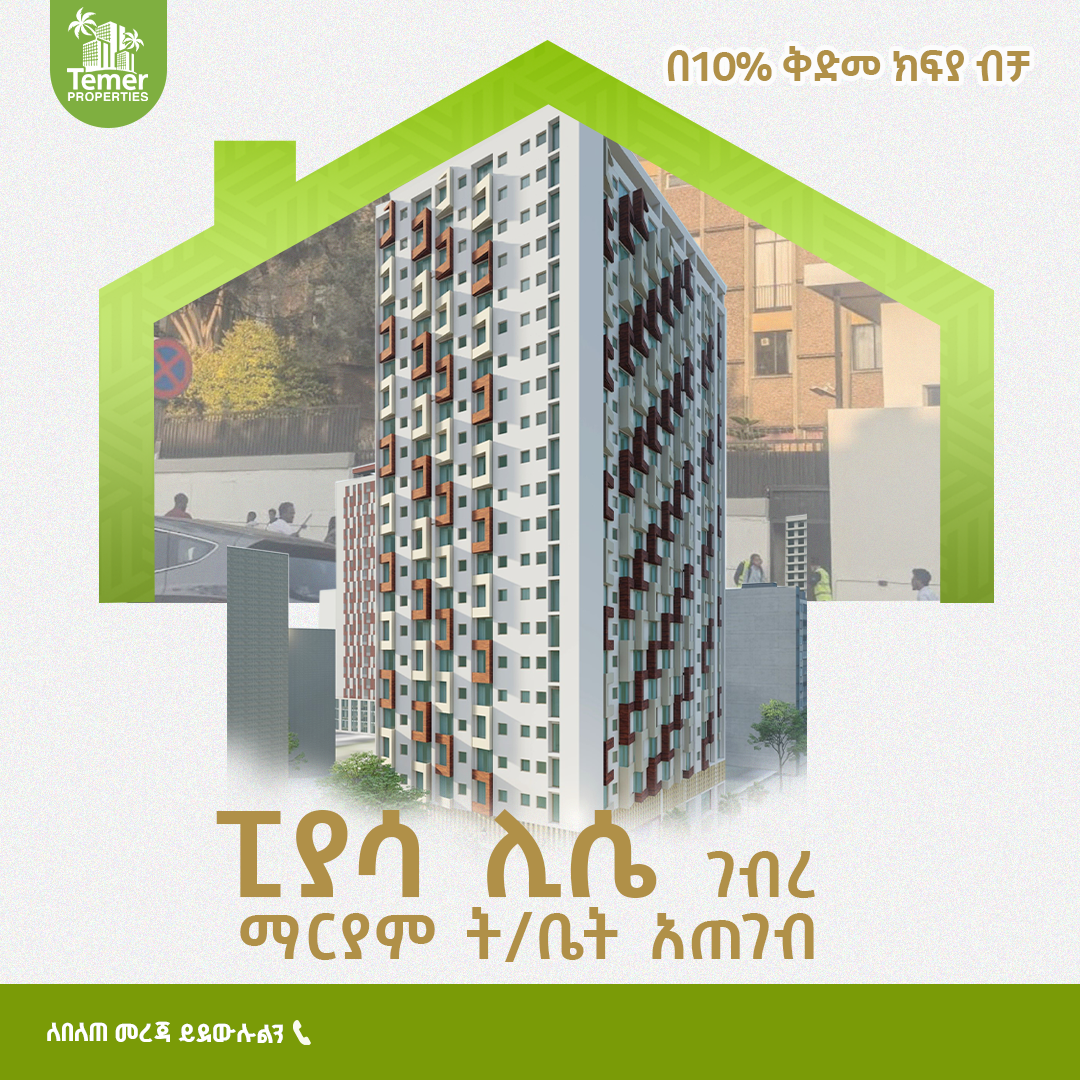 Temer
PROPERTIES
በ10% ቅድመ ክፍያ ብቻ
ፒያሳ ሊሴ ገብረ
ማርያም ት/ቤት አጠገብ
ለበለጠ መረጃ ይደውሉልን